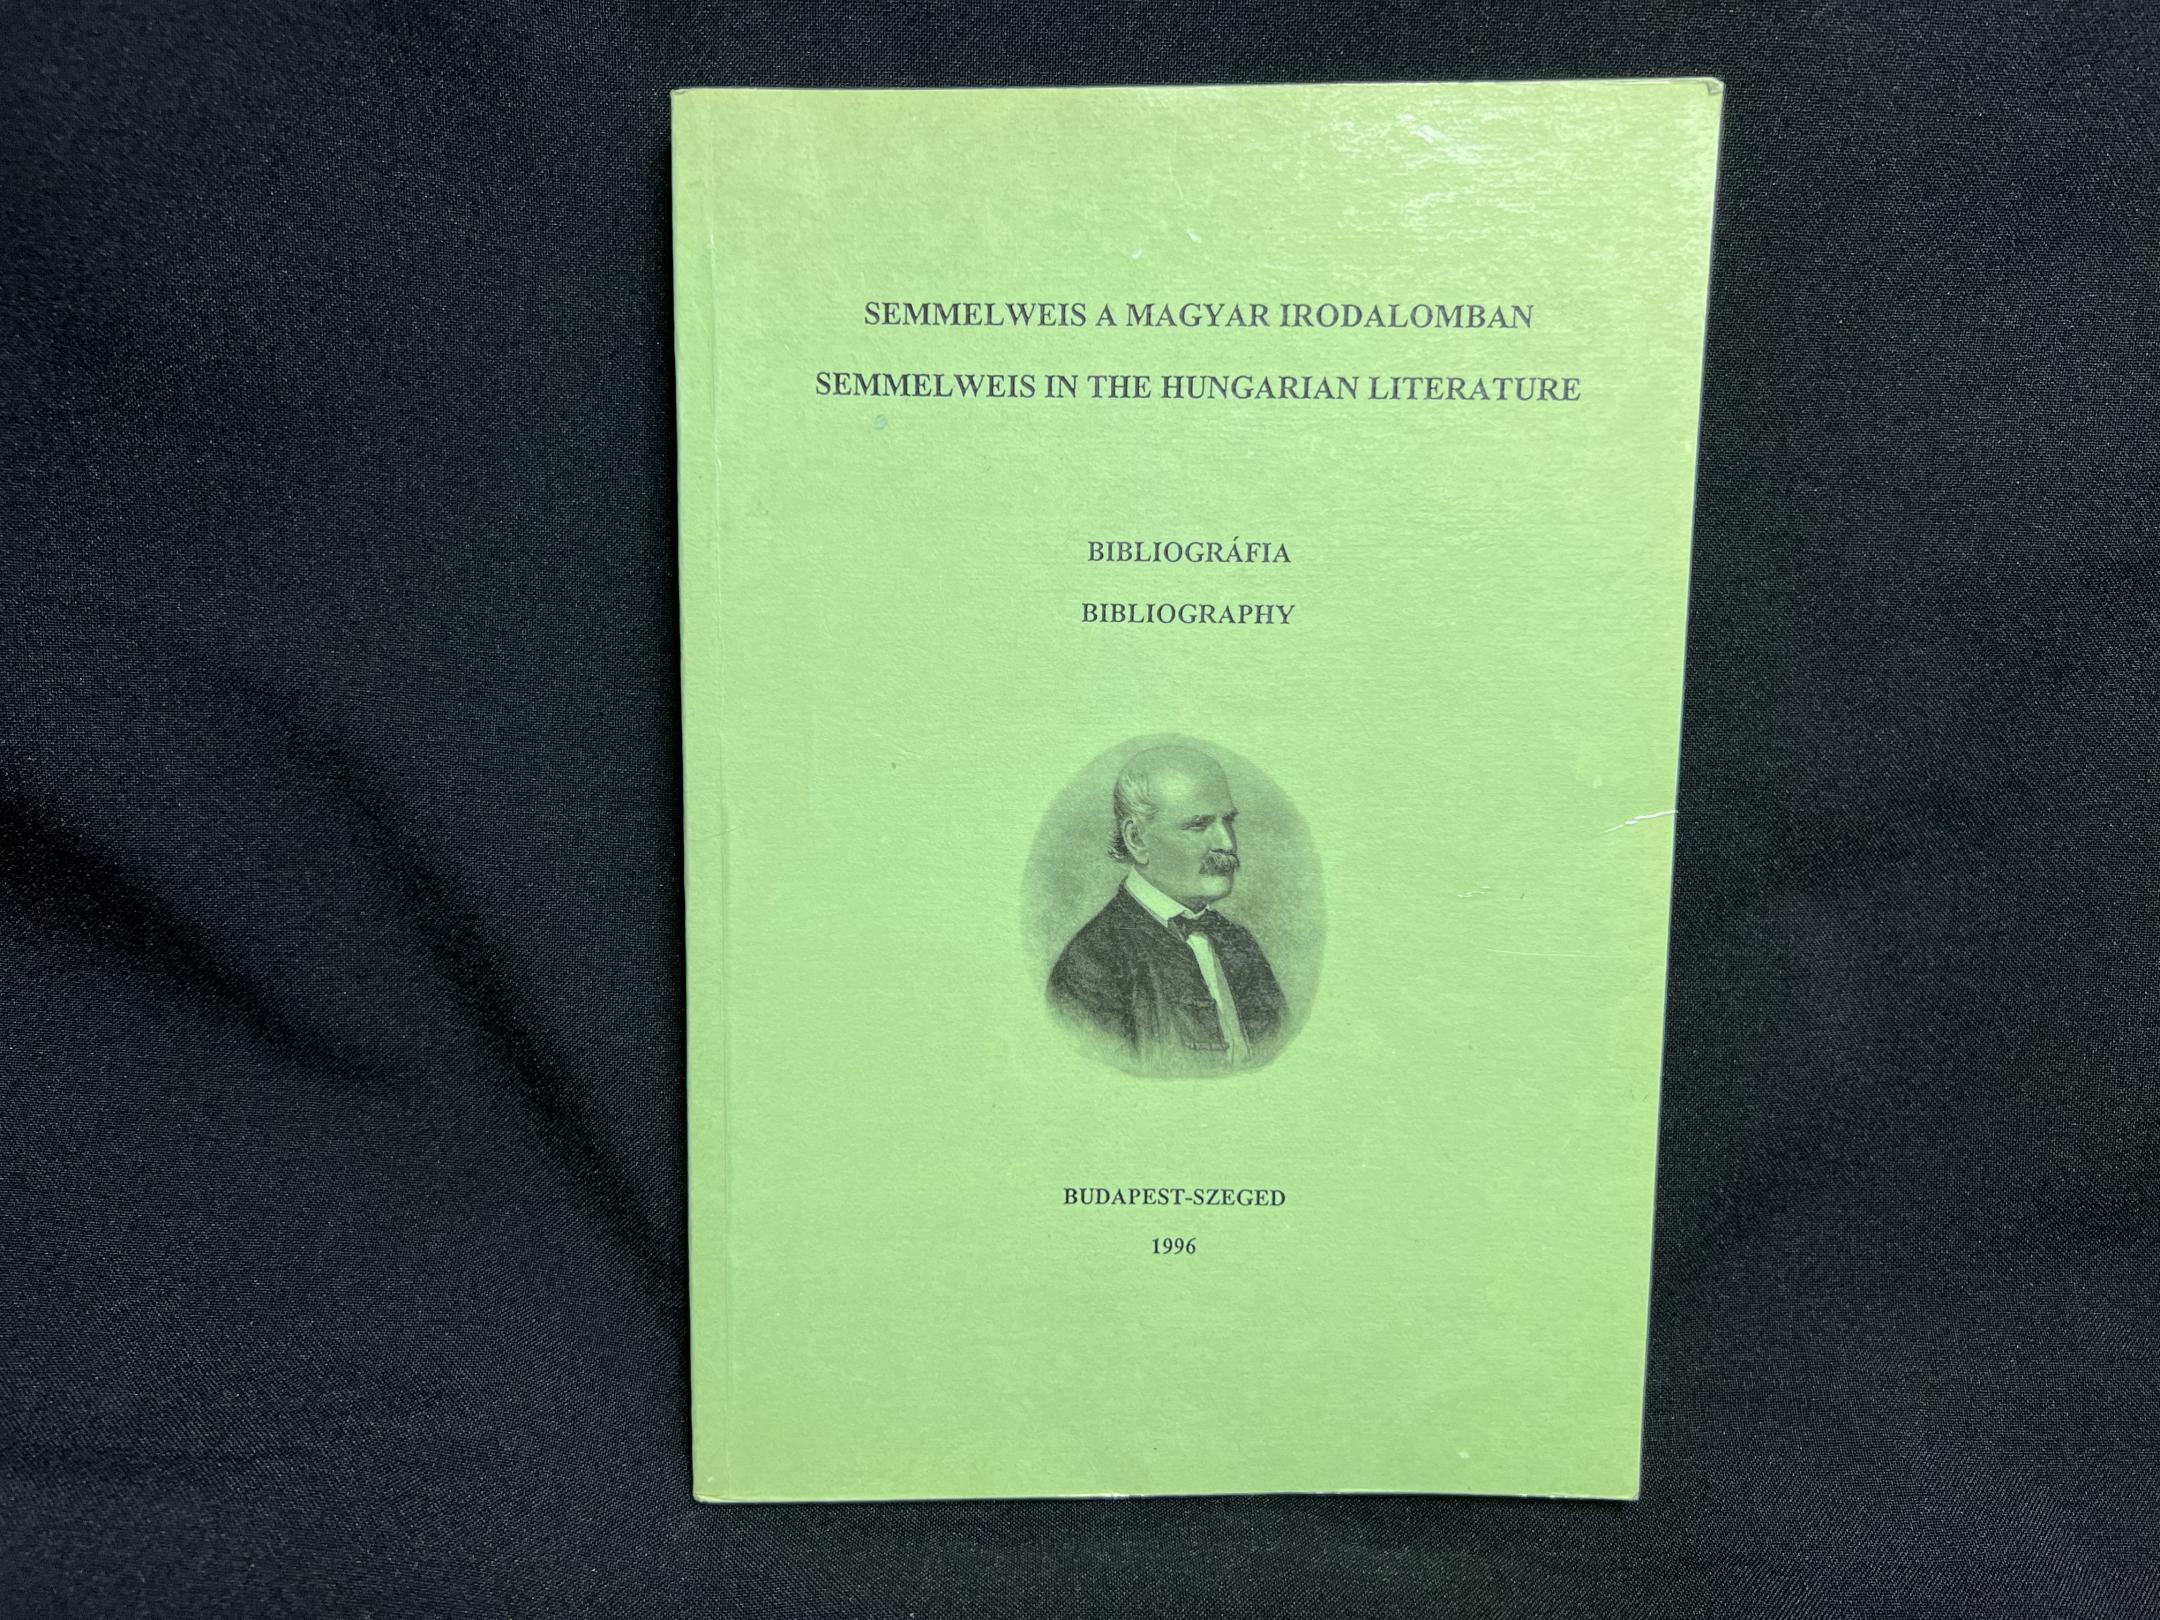 SEMMELWEIS A MAGYAR IRODALOMBAN
SEMMELWEIS IN THE HUNGARIAN LITERATURE
BIBLIOGRÁFIA
BIBLIOGRAPHY
BUDAPEST-SZEGED
1996